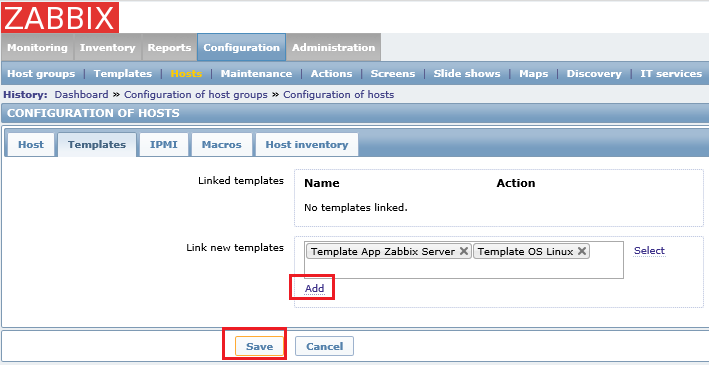 ZABBIX
Monitoring Inventory Reports Configuration Administration
Host groups | Templates | Hosts | Maintenance | Actions | Screens | Slide shows | Maps | Discovery | IT services
History: Dashboard » Configuration of host groups » Configuration of hosts
CONFIGURATION OF HOSTS
Host Templates IPMI Macros Host inventory
Linked templates Name Action
No templates linked.
Link new templates Template App Zabbix Server Template OS Linux Select
Add
Save Cancel